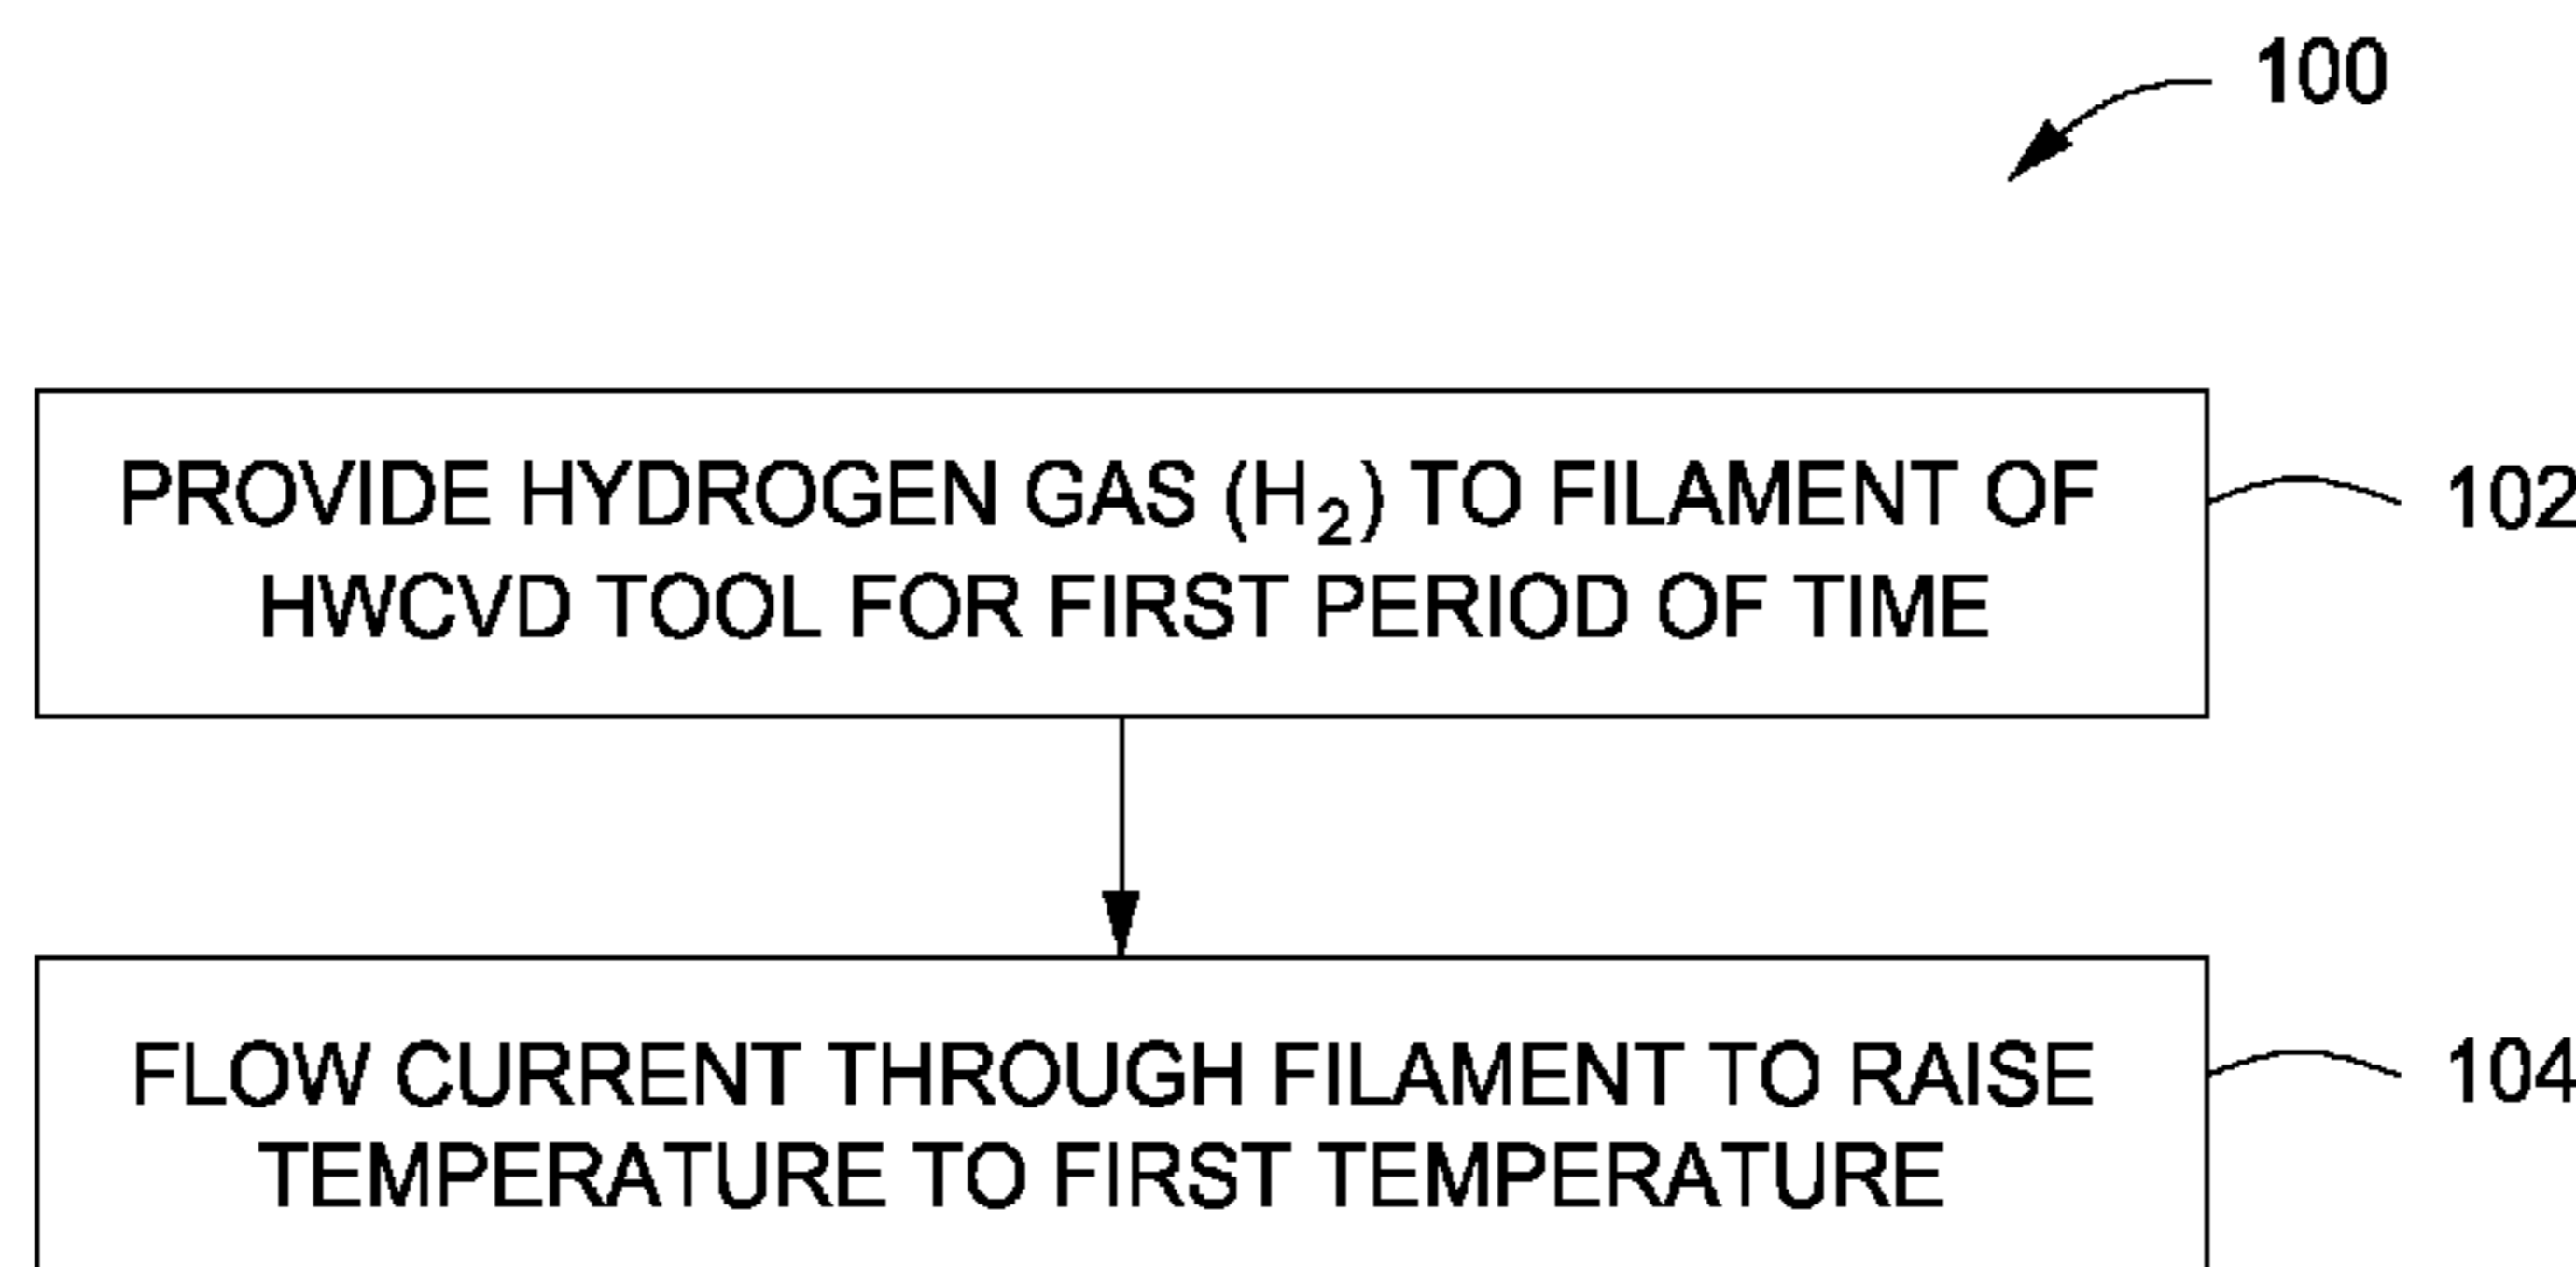 100
PROVIDE HYDROGEN GAS (H₂) TO FILAMENT OF
HWCVD TOOL FOR FIRST PERIOD OF TIME
102
FLOW CURRENT THROUGH FILAMENT TO RAISE
TEMPERATURE TO FIRST TEMPERATURE
104